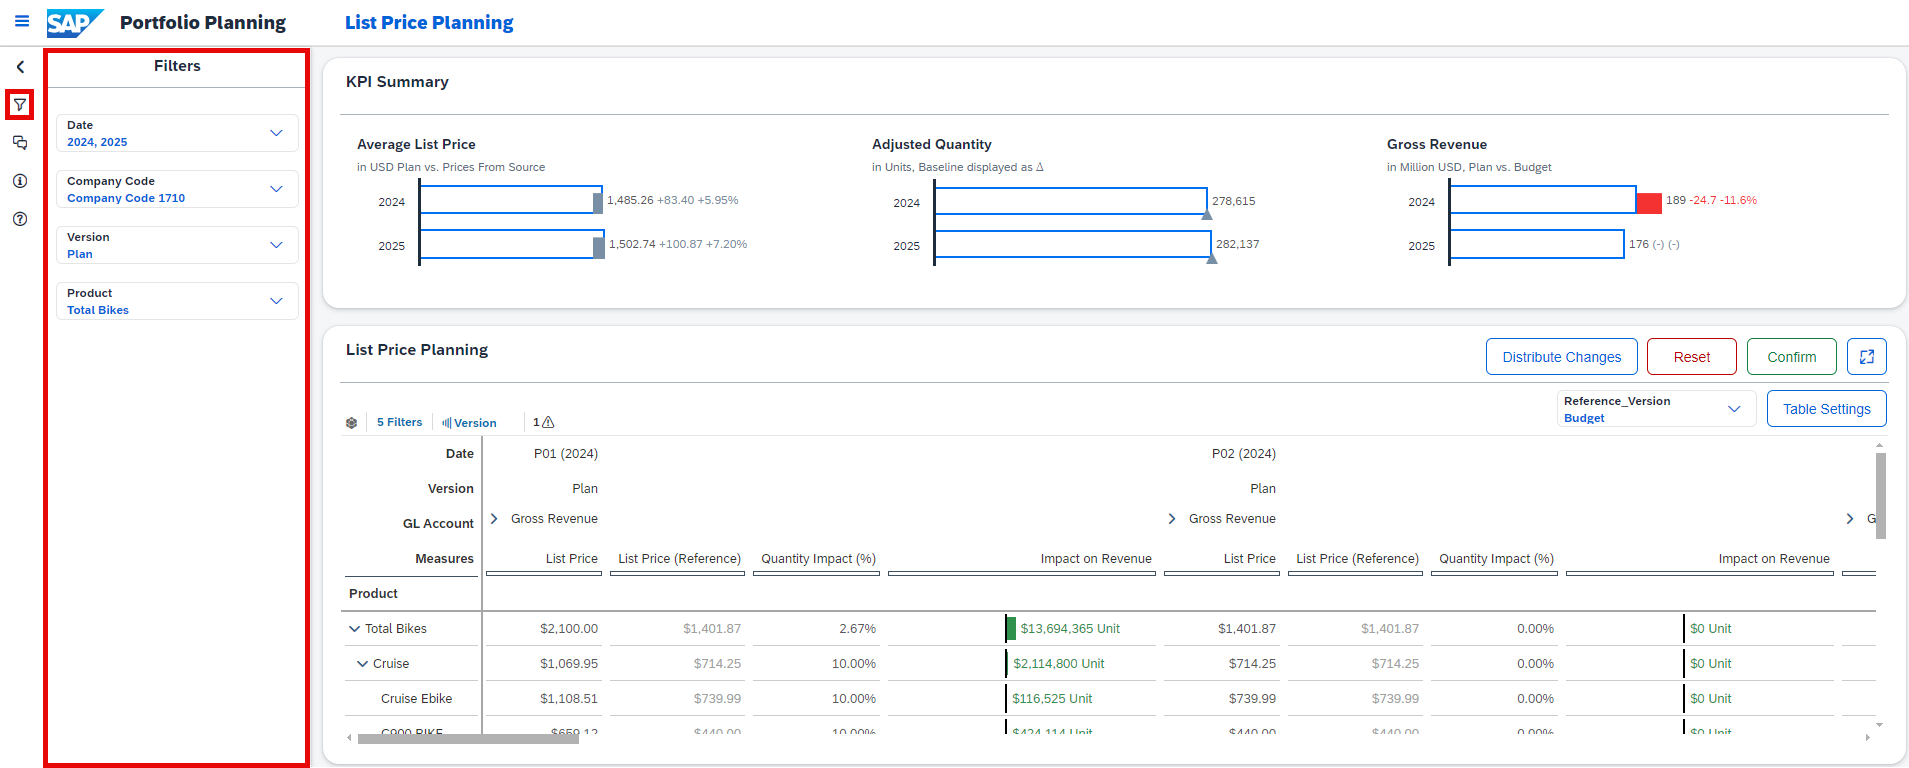 SAP Portfolio Planning List Price Planning
Filters
Date
2024, 2025
Company Code
Company Code 1710
Version
Plan
Product
Total Bikes
KPI Summary
Average List Price
in USD Plan vs. Prices From Source
2024 1,485.26 +83.40 +5.95%
2025 1,502.74 +100.87 +7.20%
Adjusted Quantity
in Units, Baseline displayed as Δ
2024 278,615
2025 282,137
Gross Revenue
in Million USD, Plan vs. Budget
2024 189 -24.7 -11.6%
2025 176 (-) (-)
List Price Planning
Distribute Changes Reset Confirm
Reference_Version
Budget
Table Settings
5 Filters Version 1
Date P01 (2024) P02 (2024)
Version Plan Plan
GL Account Gross Revenue Gross Revenue G
Measures List Price List Price (Reference) Quantity Impact (%) Impact on Revenue List Price List Price (Reference) Quantity Impact (%) Impact on Revenue
Product
Total Bikes $2,100.00 $1,401.87 2.67% $13,694,365 Unit $1,401.87 $1,401.87 0.00% $0 Unit
Cruise $1,069.95 $714.25 10.00% $2,114,800 Unit $714.25 $714.25 0.00% $0 Unit
Cruise Ebike $1,108.51 $739.99 10.00% $116,525 Unit $739.99 $739.99 0.00% $0 Unit
C900 BIKE $659.12 $440.00 10.00% $424,114 Unit $440.00 $440.00 0.00% $0 Unit